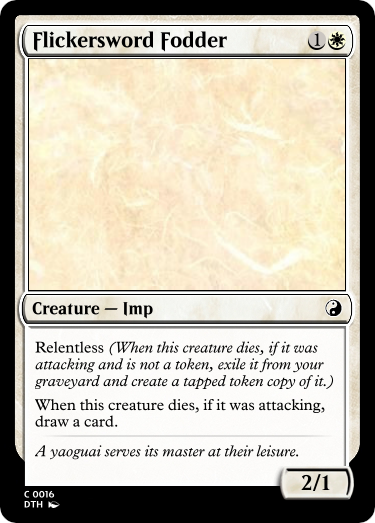 Flickersword Fodder 1
Creature — Imp
Relentless (When this creature dies, if it was
attacking and is not a token, exile it from your
graveyard and create a tapped token copy of it.)
When this creature dies, if it was attacking,
draw a card.
A yaoguai serves its master at their leisure.
2/1
C 0016
DTH